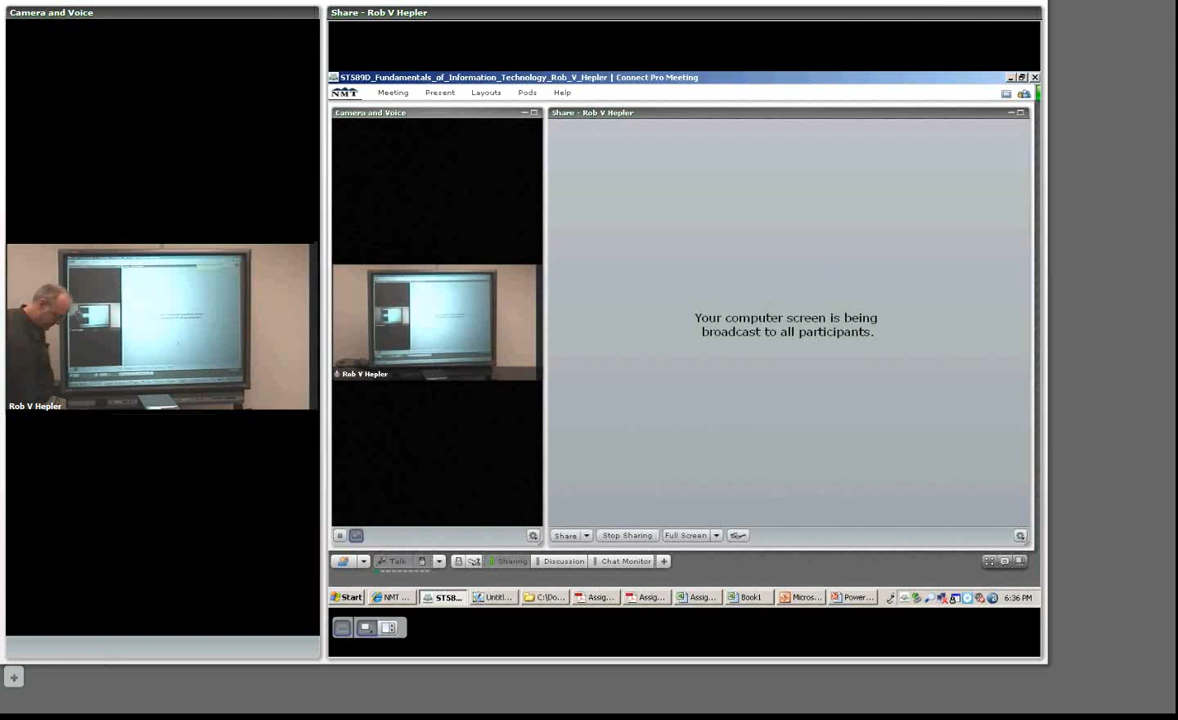 Camera and Voice
Share - Rob V Hepler
ST589D_Fundamentals_of_Information_Technology_Rob_V_Hepler | Connect Pro Meeting
NMT Meeting Present Layouts Pods Help
Camera and Voice
Share - Rob V Hepler
Your computer screen is being
broadcast to all participants.
Rob V Hepler
Rob V Hepler
Share Stop Sharing Full Screen
Talk Sharing Discussion Chat Monitor
Start NMT ... ST58... Untitl... C:\Do... Assig... Assig... Assig... Book1 Micros... Power... 6:36 PM